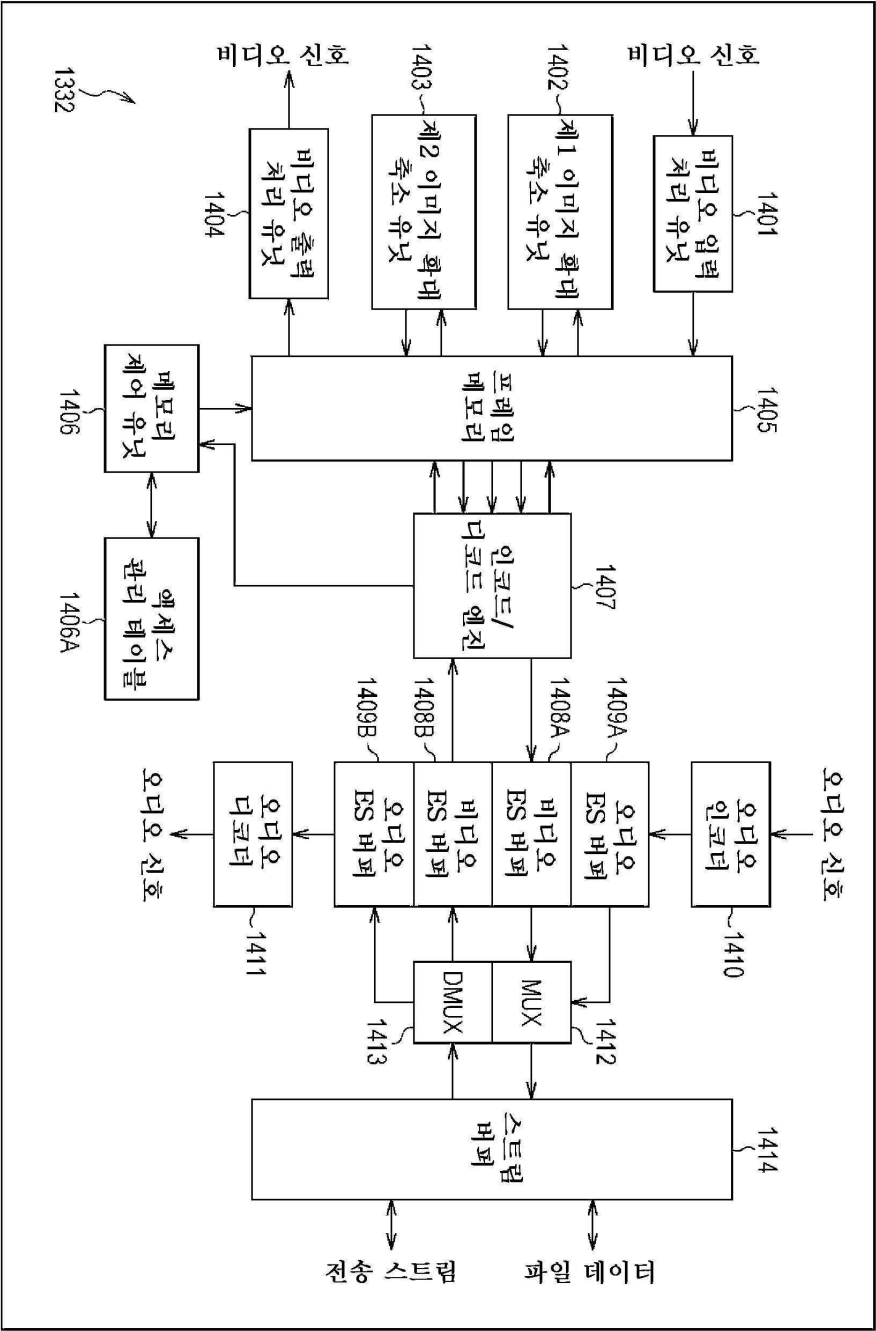 비디오 신호
1401
비디오 입력
처리 유닛
1402
제1 이미지 확대
축소 유닛
1403
제2 이미지 확대
축소 유닛
비디오 신호
1404
비디오 출력
처리 유닛
1332
1405
프레임
메모리
1406
메모리
제어 유닛
1406A
액세스
관리 테이블
1407
인코드/
디코드 엔진
오디오 신호
1410
오디오
인코더
1409A
오디오
ES 버퍼
1408A
비디오
ES 버퍼
1408B
비디오
ES 버퍼
1409B
오디오
ES 버퍼
1411
오디오
디코더
오디오 신호
1412
MUX
1413
DMUX
1414
스트림
버퍼
전송 스트림
파일 데이터